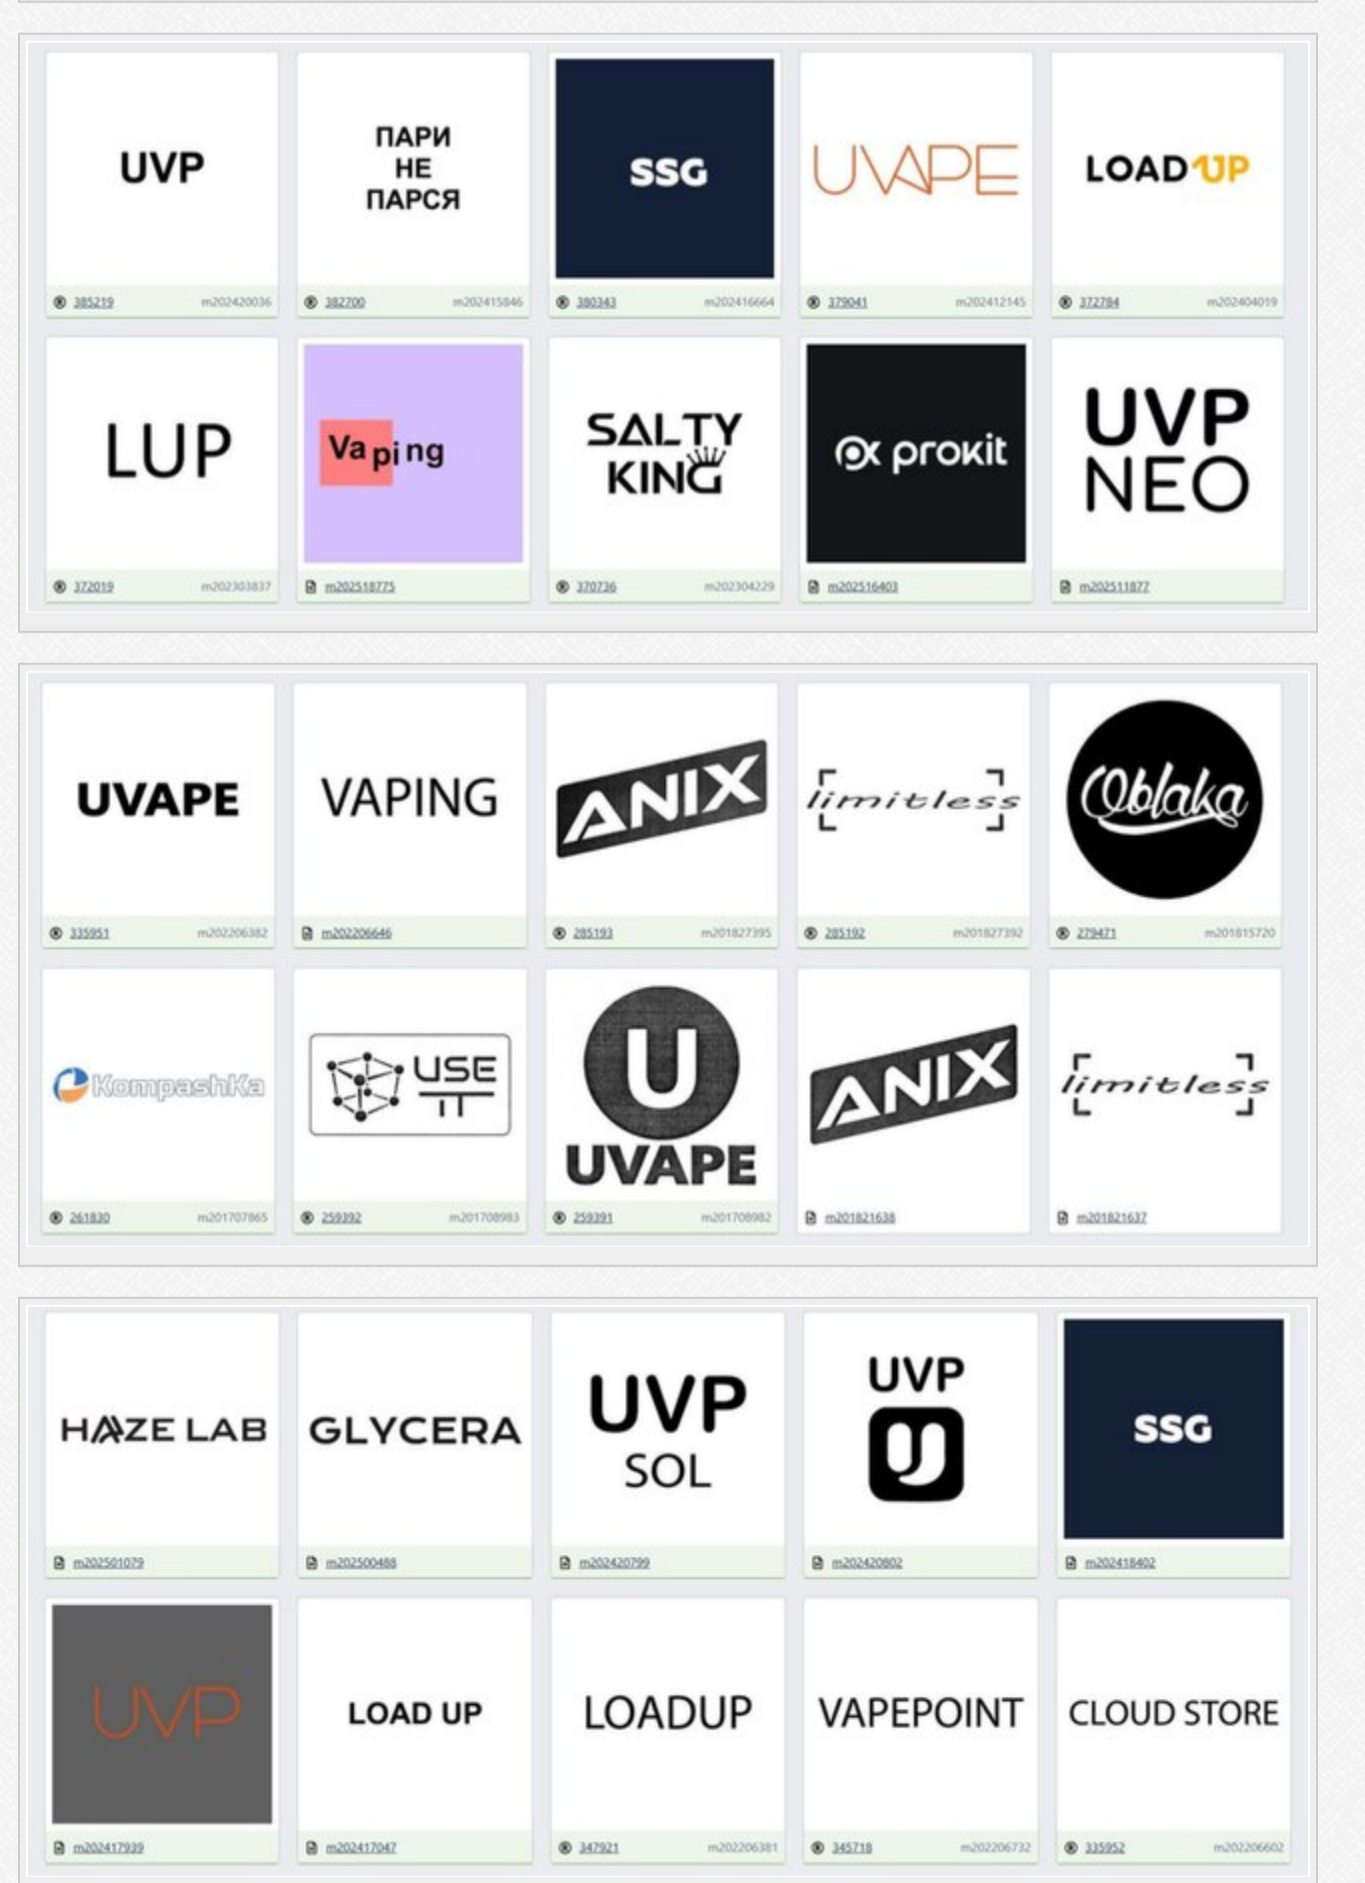 UVP
ПАРИ
НЕ
ПАРСЯ
SSG
UVAPE
LOAD UP
385219 m202420036
382700 m202415846
380343 m202416664
379041 m202412145
372784 m202404019
LUP
Vaping
SALTY
KING
prokit
UVP
NEO
372019 m202303837
m202518775
370736 m202304229
m202516403
m202511877
UVAPE
VAPING
ANIX
limitless
Oblaka
335951 m202206382
m202206646
285193 m201827395
285192 m201827392
279471 m201815720
KompashKa
USE
IT
U
UVAPE
ANIX
limitless
261830 m201707865
259392 m201708983
259391 m201708982
m201821638
m201821637
HAZE LAB
GLYCERA
UVP
SOL
UVP
SSG
m202501079
m202500488
m202420799
m202420802
m202418402
UVP
LOAD UP
LOADUP
VAPEPOINT
CLOUD STORE
m202417939
m202417047
347921 m202206381
345718 m202206732
335952 m202206602